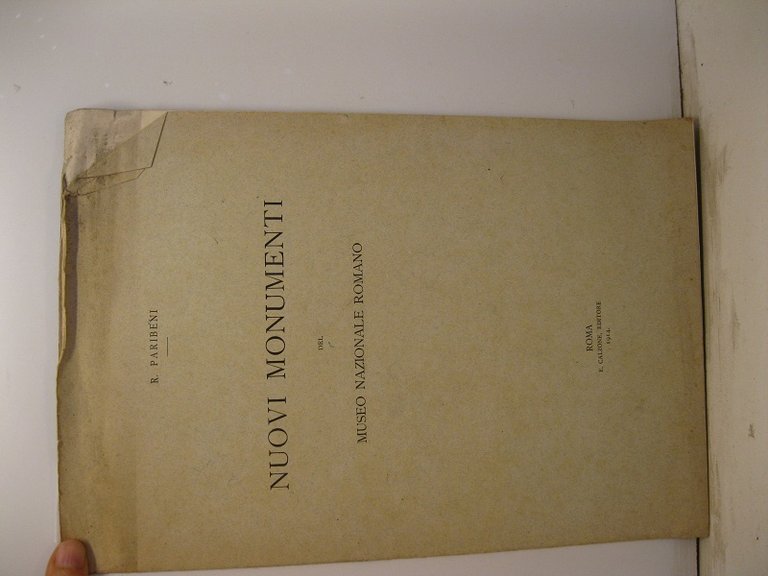 R. PARIBENI
NUOVI MONUMENTI
DEL
MUSEO NAZIONALE ROMANO
ROMA
E. CALZONE, EDITORE
1914.